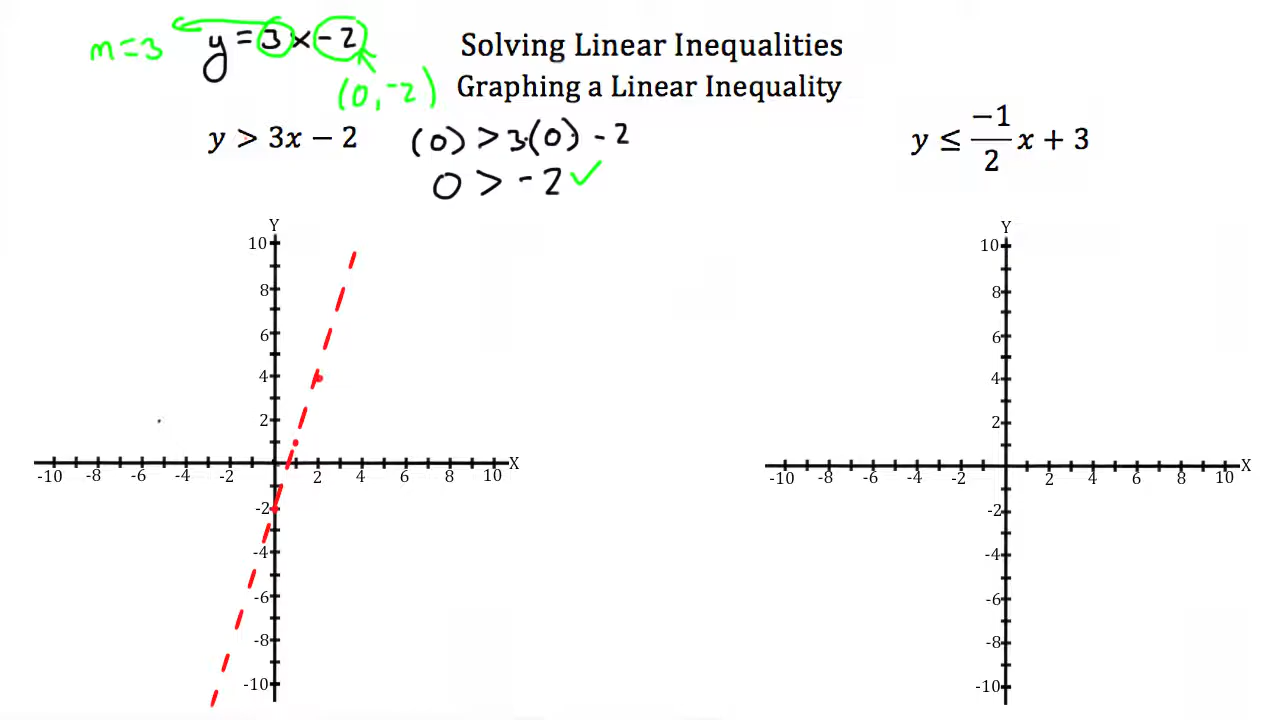 m=3
y=3x-2
(0,-2)
Solving Linear Inequalities
Graphing a Linear Inequality
y > 3x − 2
(0) > 3·(0) - 2
0 > - 2 ✓
y ≤ −1/2 x + 3
Y
10
8
6
4
2
-10 -8 -6 -4 -2 2 4 6 8 10 X
-2
-4
-6
-8
-10
Y
10
8
6
4
2
-10 -8 -6 -4 -2 2 4 6 8 10 X
-2
-4
-6
-8
-10